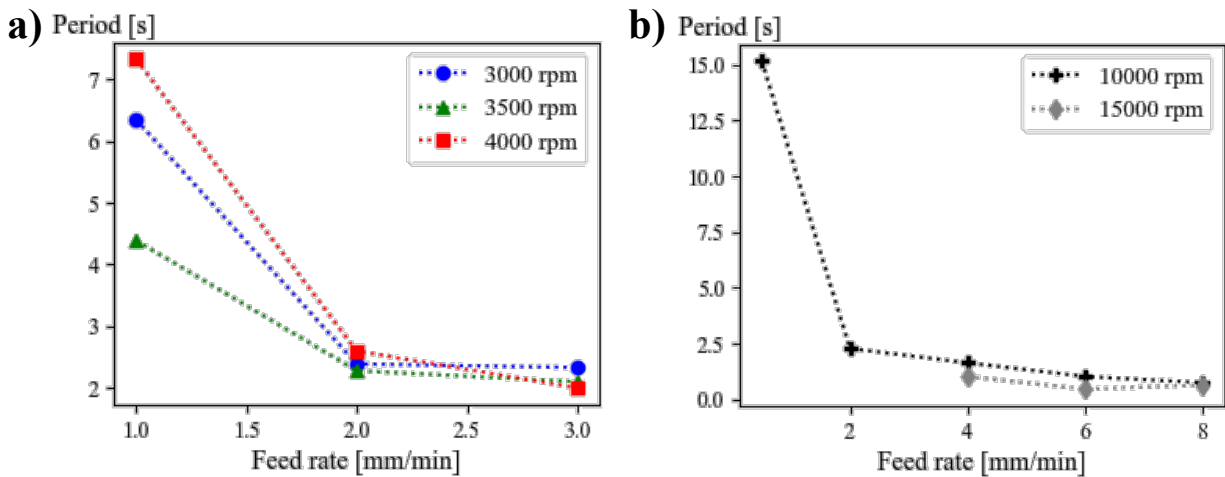 a) Period [s]
3000 rpm
3500 rpm
4000 rpm
7
6
5
4
3
2
1.0 1.5 2.0 2.5 3.0
Feed rate [mm/min]
b) Period [s]
10000 rpm
15000 rpm
15.0
12.5
10.0
7.5
5.0
2.5
0.0
2 4 6 8
Feed rate [mm/min]